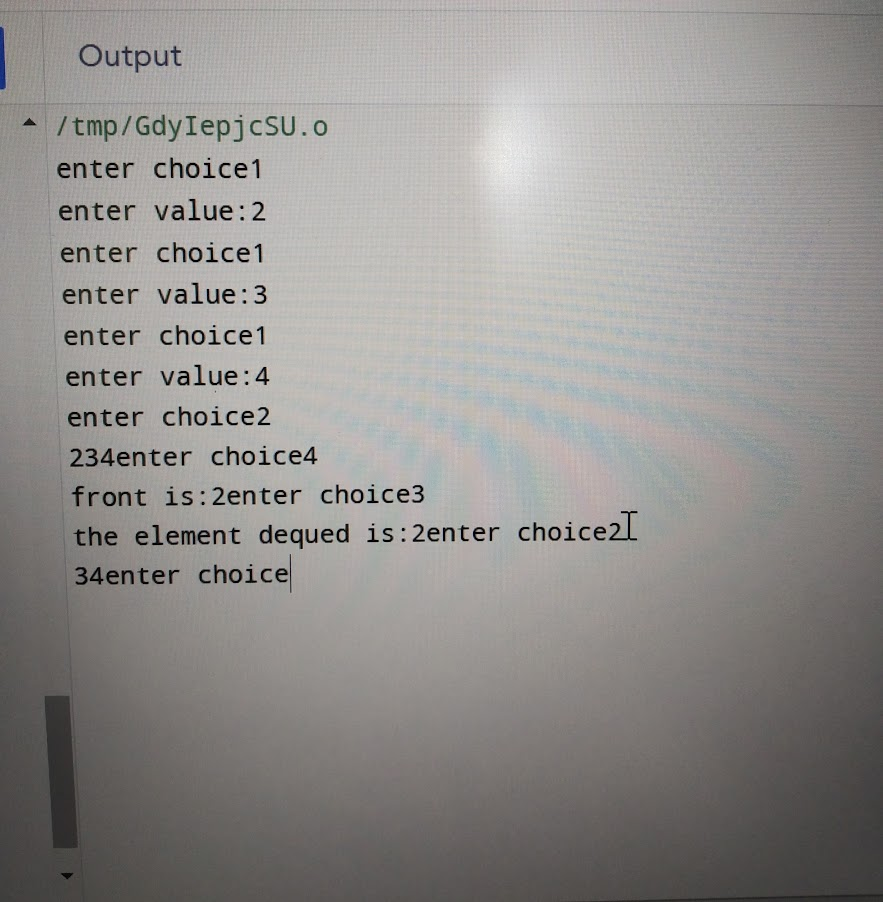 Output
/tmp/GdyIepjcSU.o
enter choice1
enter value:2
enter choice1
enter value:3
enter choice1
enter value:4
enter choice2
234enter choice4
front is:2enter choice3
the element dequed is:2enter choice2
34enter choice